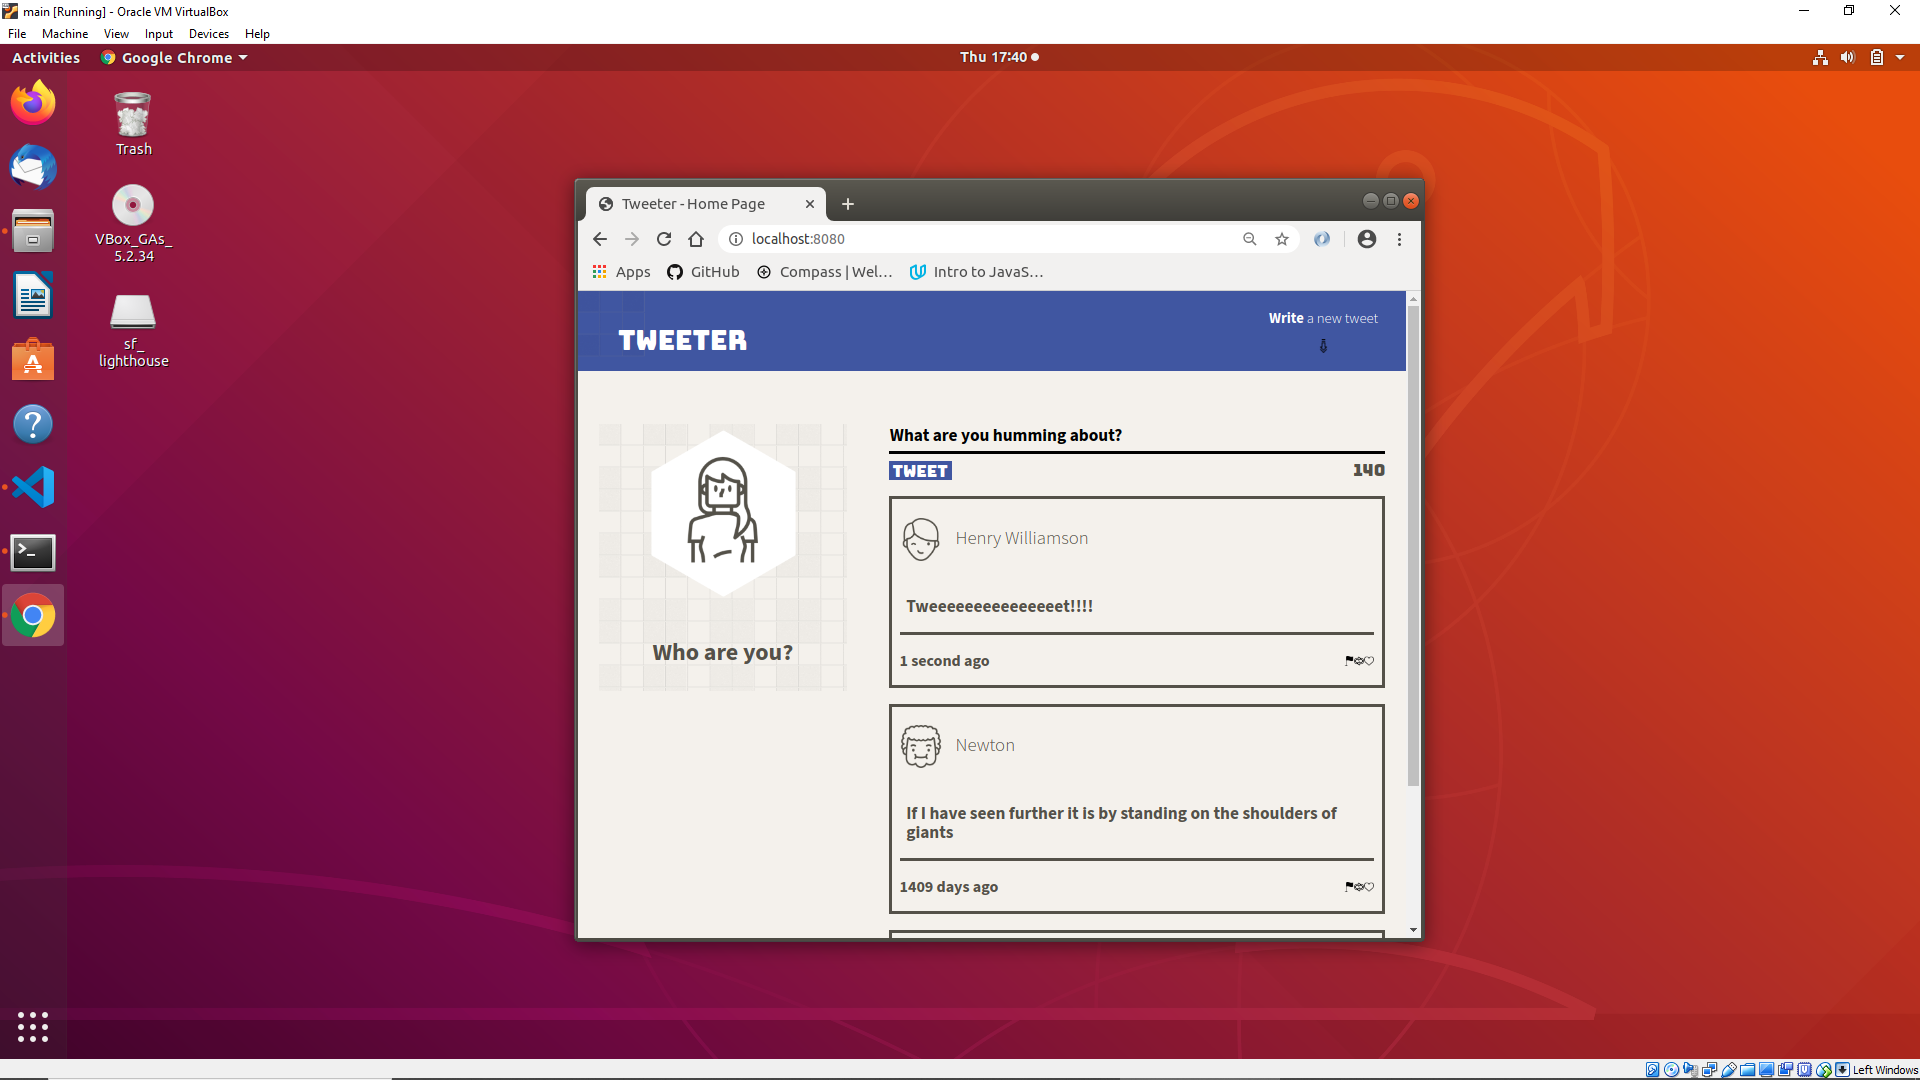 main [Running] - Oracle VM VirtualBox
File Machine View Input Devices Help
Activities Google Chrome Thu 17:40
Trash
VBox_GAs_
5.2.34
sf_
lighthouse
Tweeter - Home Page
localhost:8080
Apps GitHub Compass | Wel… Intro to JavaS…
TWEETER
Write a new tweet
What are you humming about?
TWEET 140
Who are you?
Henry Williamson
Tweeeeeeeeeeeeeeet!!!!
1 second ago
Newton
If I have seen further it is by standing on the shoulders of
giants
1409 days ago
Left Windows